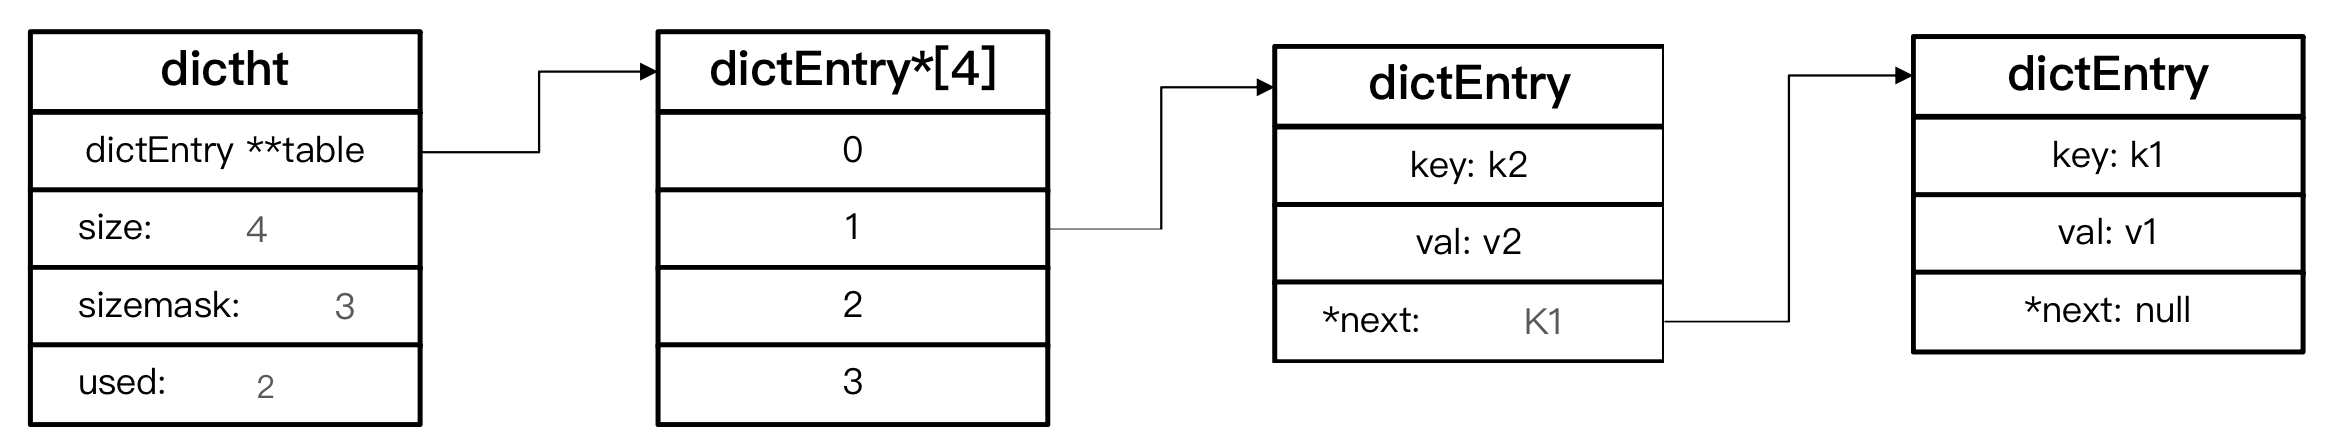 dictht
dictEntry **table
size: 4
sizemask: 3
used: 2
dictEntry*[4]
0
1
2
3
dictEntry
key: k2
val: v2
*next: K1
dictEntry
key: k1
val: v1
*next: null